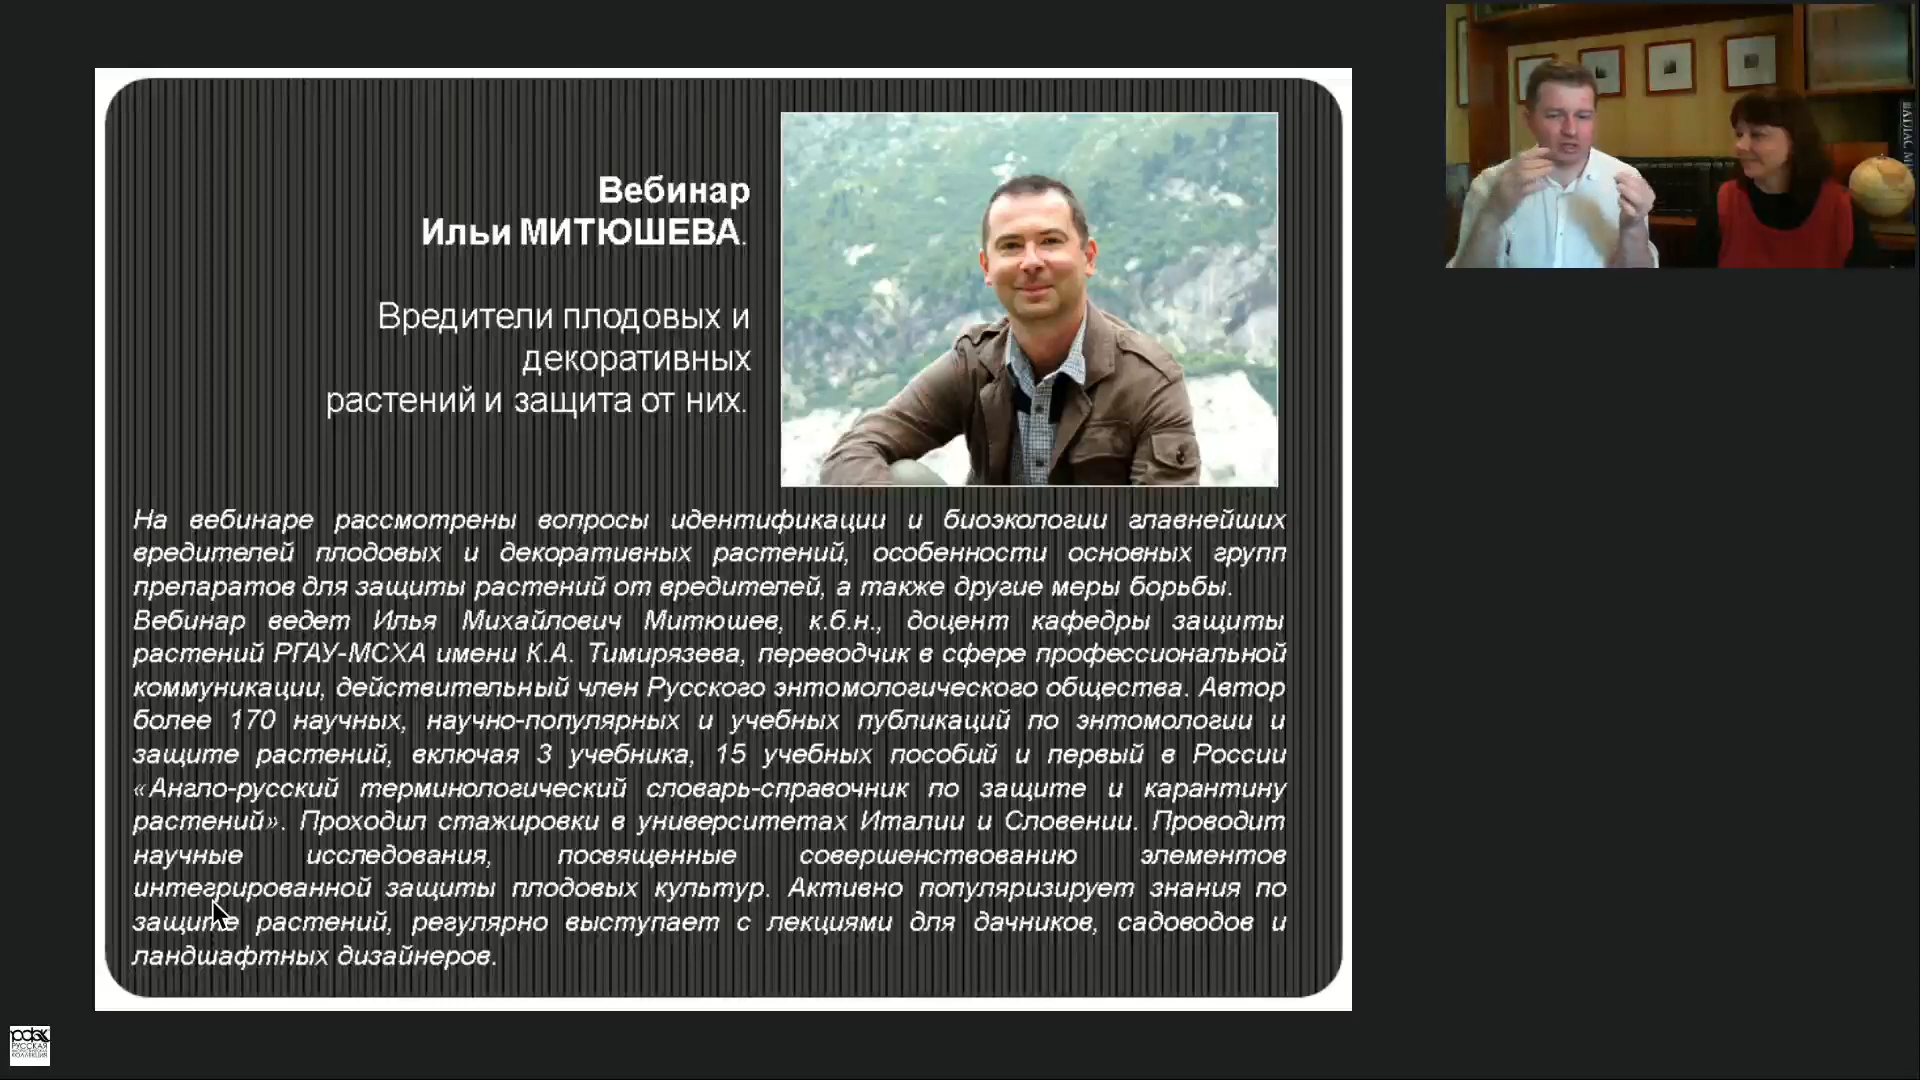 Вебинар
Ильи МИТЮШЕВА.
Вредители плодовых и
декоративных
растений и защита от них.
На вебинаре рассмотрены вопросы идентификации и биоэкологии главнейших
вредителей плодовых и декоративных растений, особенности основных групп
препаратов для защиты растений от вредителей, а также другие меры борьбы.
Вебинар ведет Илья Михайлович Митюшев, к.б.н., доцент кафедры защиты
растений РГАУ-МСХА имени К.А. Тимирязева, переводчик в сфере профессиональной
коммуникации, действительный член Русского энтомологического общества. Автор
более 170 научных, научно-популярных и учебных публикаций по энтомологии и
защите растений, включая 3 учебника, 15 учебных пособий и первый в России
«Англо-русский терминологический словарь-справочник по защите и карантину
растений». Проходил стажировки в университетах Италии и Словении. Проводит
научные исследования, посвященные совершенствованию элементов
интегрированной защиты плодовых культур. Активно популяризирует знания по
защите растений, регулярно выступает с лекциями для дачников, садоводов и
ландшафтных дизайнеров.
РУССКАЯ
КОЛЛЕКЦИЯ